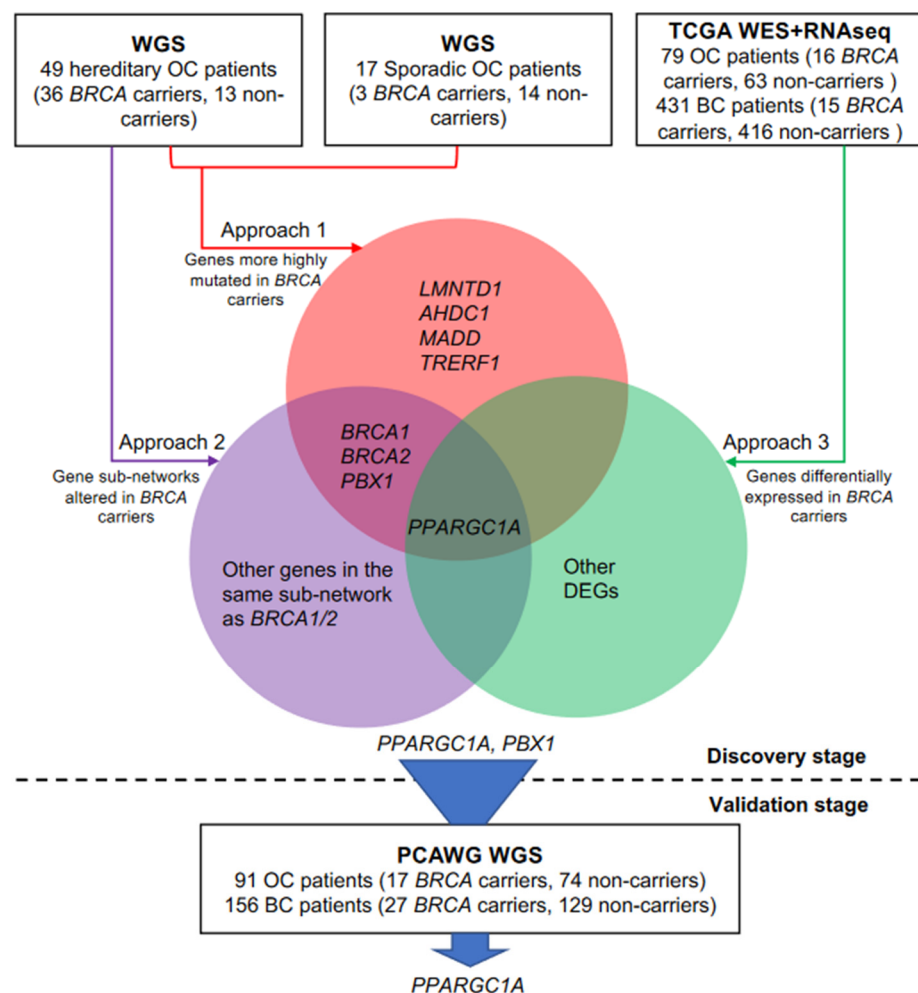 WGS
49 hereditary OC patients
(36 BRCA carriers, 13 non-
carriers)
WGS
17 Sporadic OC patients
(3 BRCA carriers, 14 non-
carriers)
TCGA WES+RNAseq
79 OC patients (16 BRCA
carriers, 63 non-carriers )
431 BC patients (15 BRCA
carriers, 416 non-carriers )
Approach 1
Genes more highly
mutated in BRCA
carriers
LMNTD1
AHDC1
MADD
TRERF1
Approach 2
Gene sub-networks
altered in BRCA
carriers
BRCA1
BRCA2
PBX1
Approach 3
Genes differentially
expressed in BRCA
carriers
PPARGC1A
Other genes in the
same sub-network
as BRCA1/2
Other
DEGs
PPARGC1A, PBX1
Discovery stage
Validation stage
PCAWG WGS
91 OC patients (17 BRCA carriers, 74 non-carriers)
156 BC patients (27 BRCA carriers, 129 non-carriers)
PPARGC1A